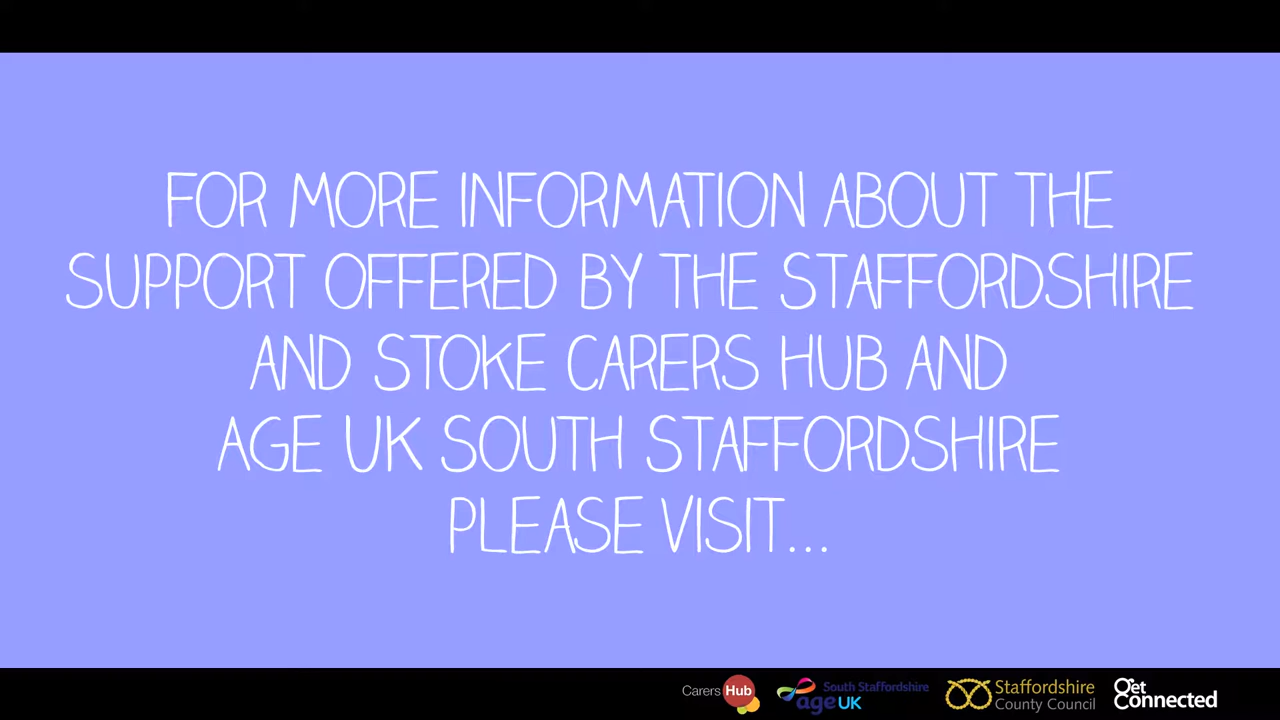 FOR MORE INFORMATION ABOUT THE
SUPPORT OFFERED BY THE STAFFORDSHIRE
AND STOKE CARERS HUB AND
AGE UK SOUTH STAFFORDSHIRE
PLEASE VISIT...
Carers Hub
South Staffordshire
age UK
Staffordshire
County Council
Get
Connected